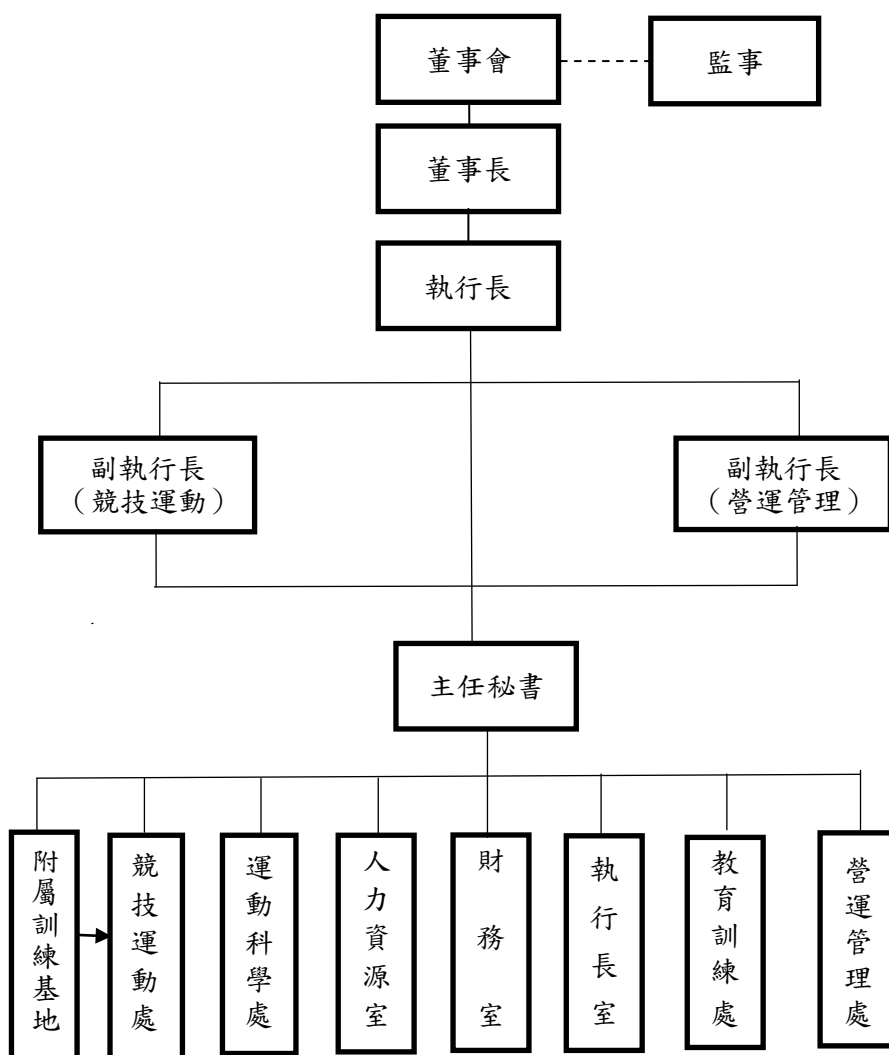 董事會
監事
董事長
執行長
副執行長
（競技運動）
副執行長
（營運管理）
主任秘書
附屬訓練基地
競技運動處
運動科學處
人力資源室
財務室
執行長室
教育訓練處
營運管理處